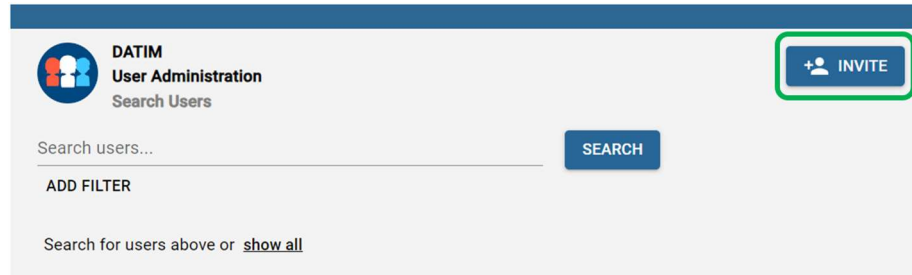 DATIM
User Administration
Search Users
INVITE
Search users...
SEARCH
ADD FILTER
Search for users above or show all